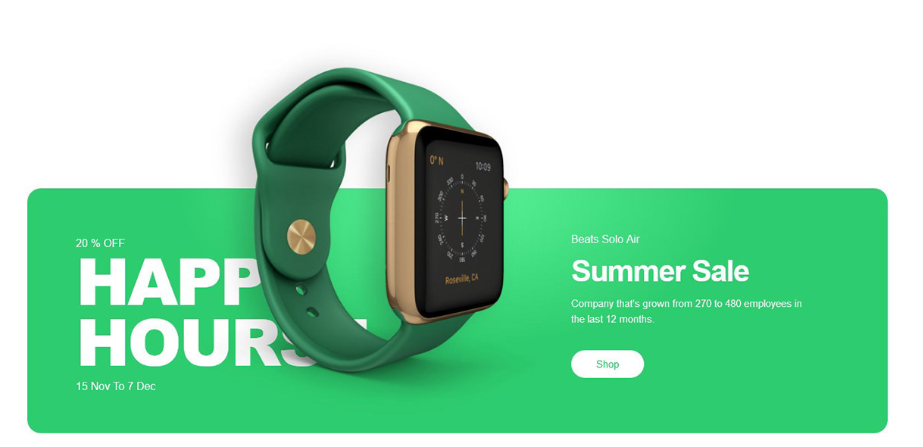 20 % OFF
HAPP
HOURS
15 Nov To 7 Dec
0° N
10:09
Roseville, CA
Beats Solo Air
Summer Sale
Company that's grown from 270 to 480 employees in
the last 12 months.
Shop